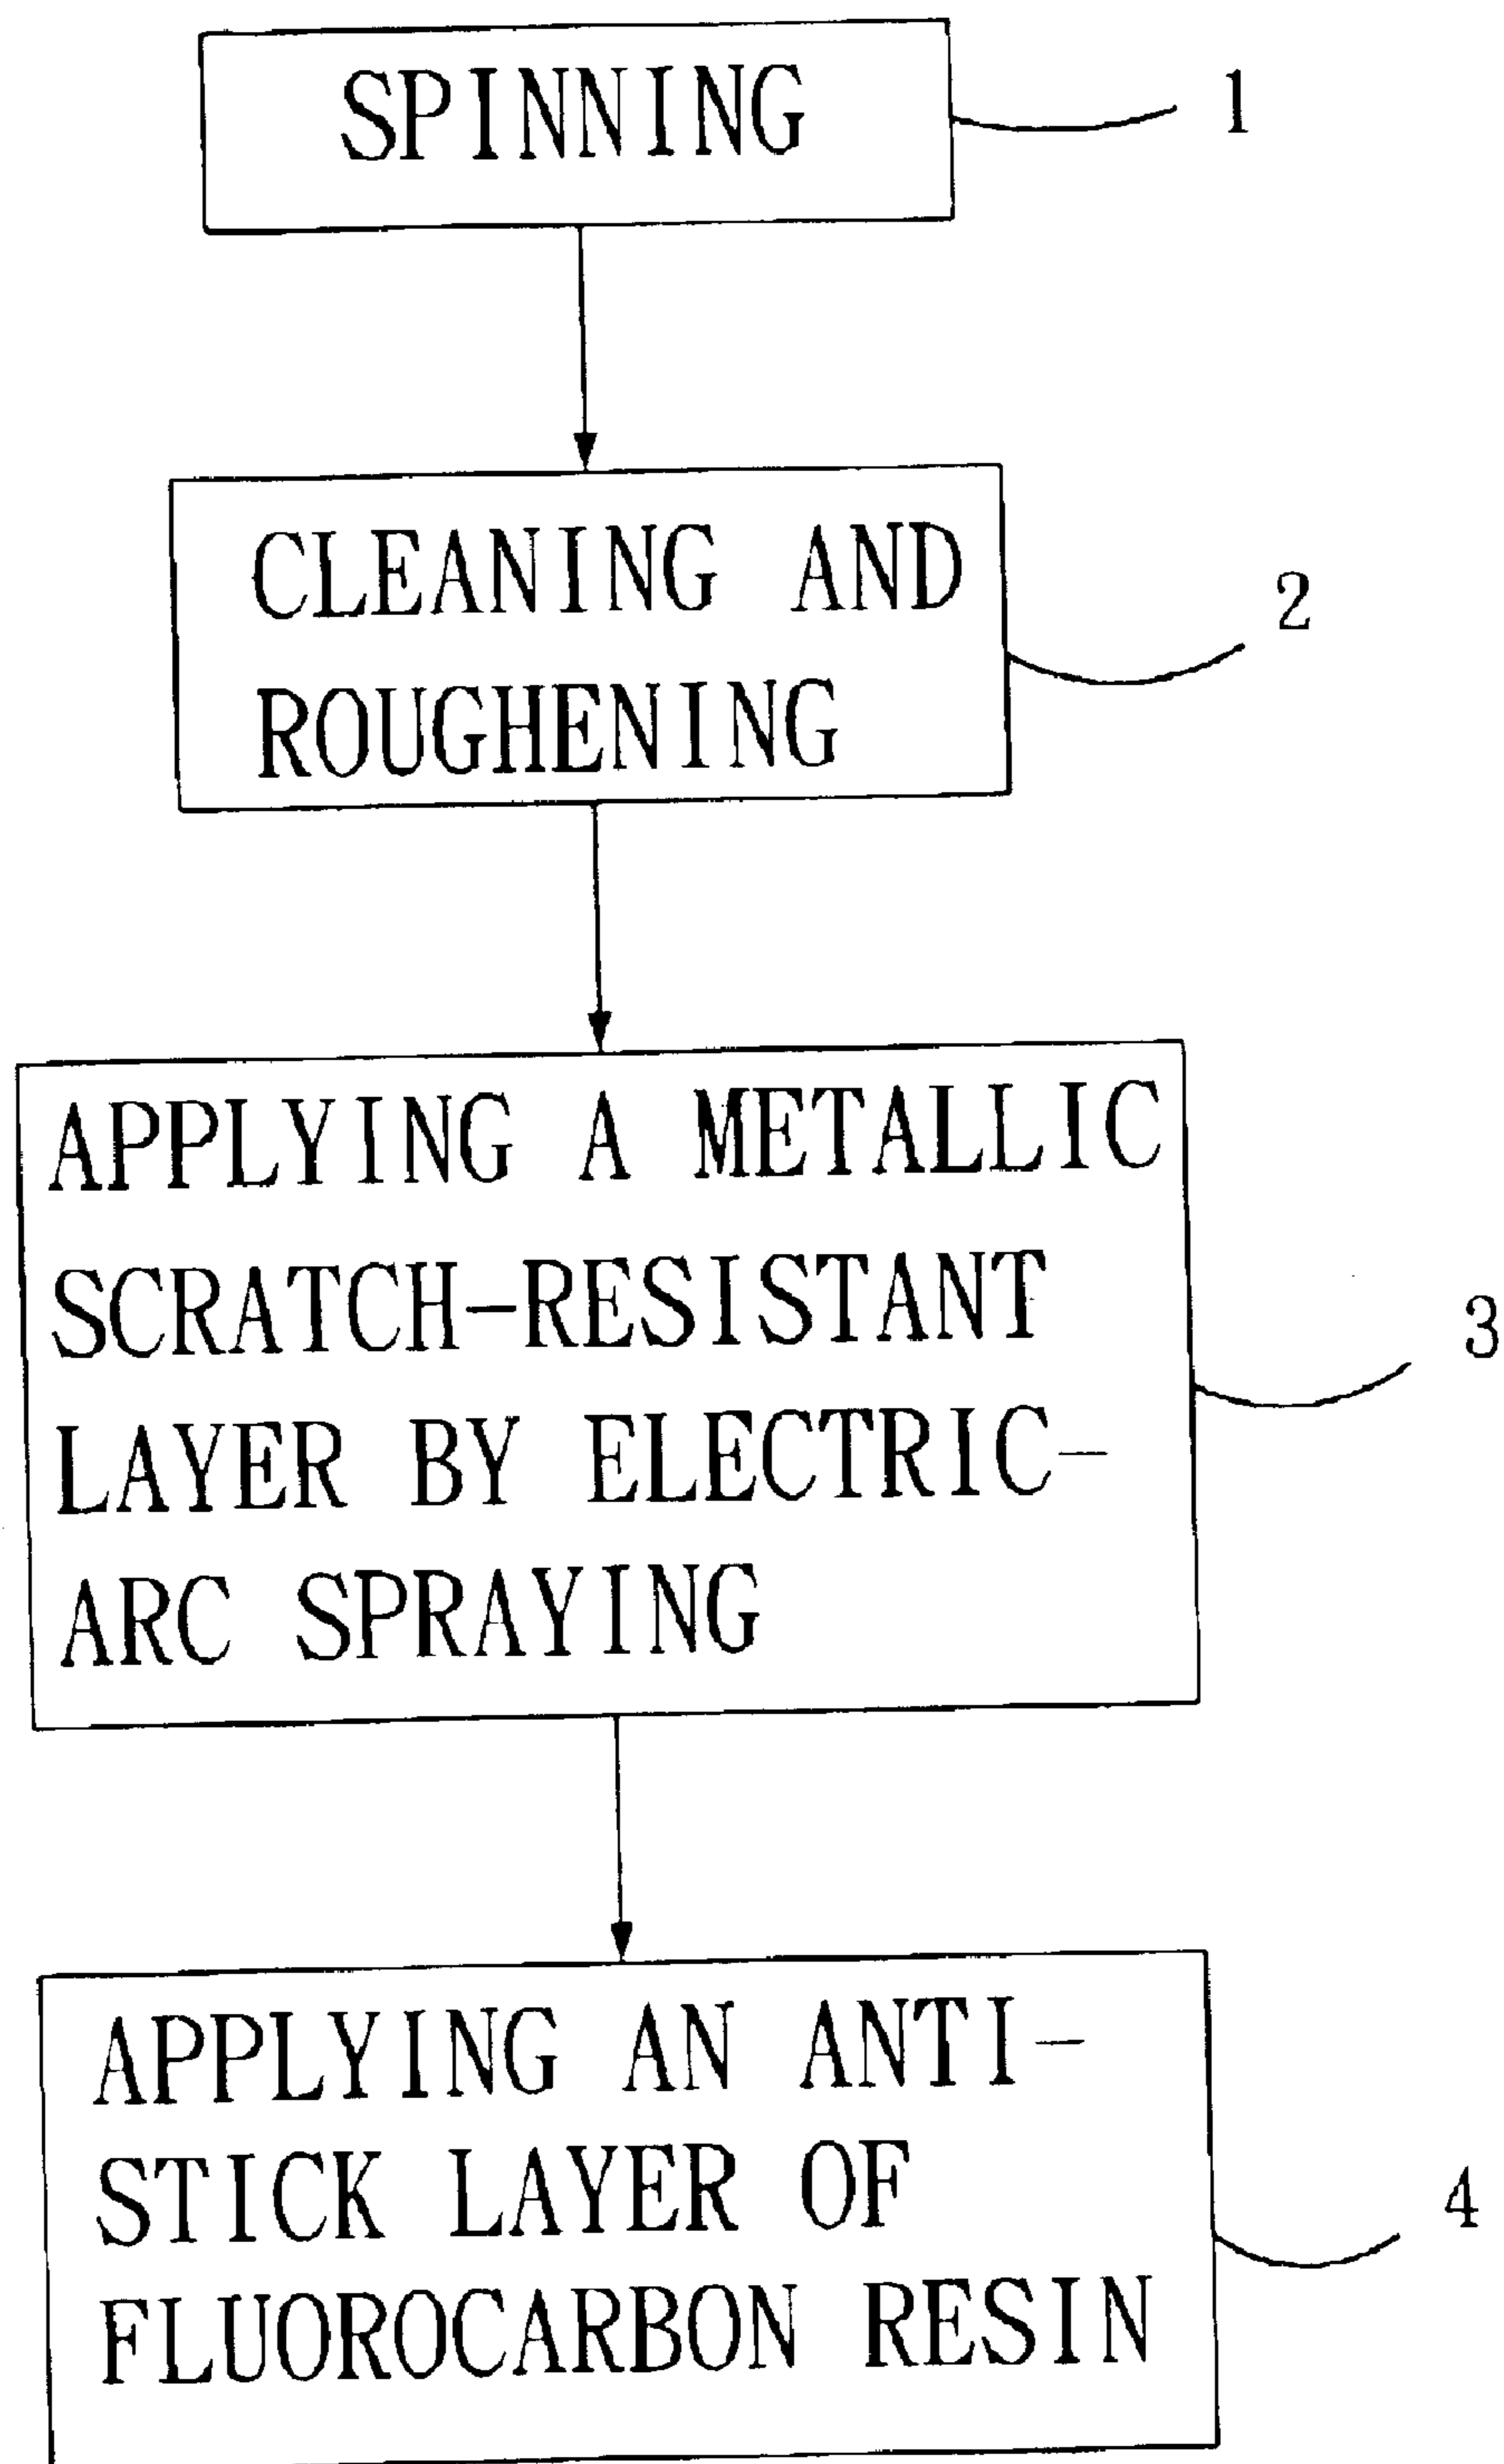 SPINNING
1
CLEANING AND
ROUGHENING
2
APPLYING A METALLIC
SCRATCH-RESISTANT
LAYER BY ELECTRIC-
ARC SPRAYING
3
APPLYING AN ANTI-
STICK LAYER OF
FLUOROCARBON RESIN
4